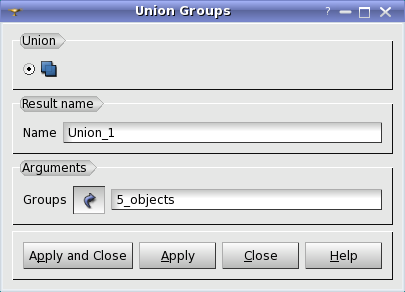 Union Groups ?
Union
Result name
Name Union_1
Arguments
Groups 5_objects
Apply and Close Apply Close Help